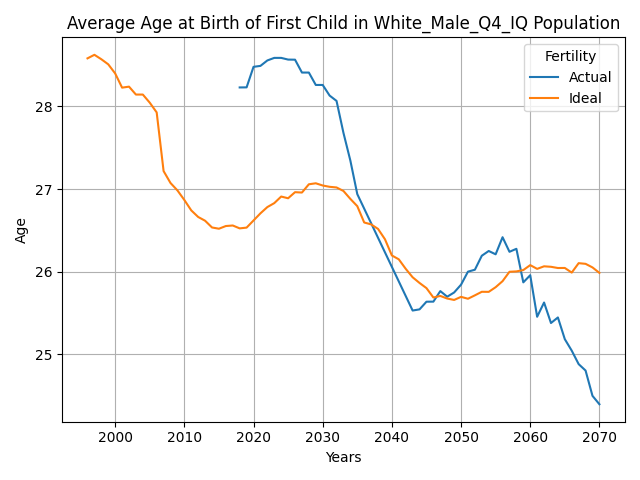 Average Age at Birth of First Child in White_Male_Q4_IQ Population
Fertility
Actual
Ideal
Age
28
27
26
25
2000 2010 2020 2030 2040 2050 2060 2070
Years